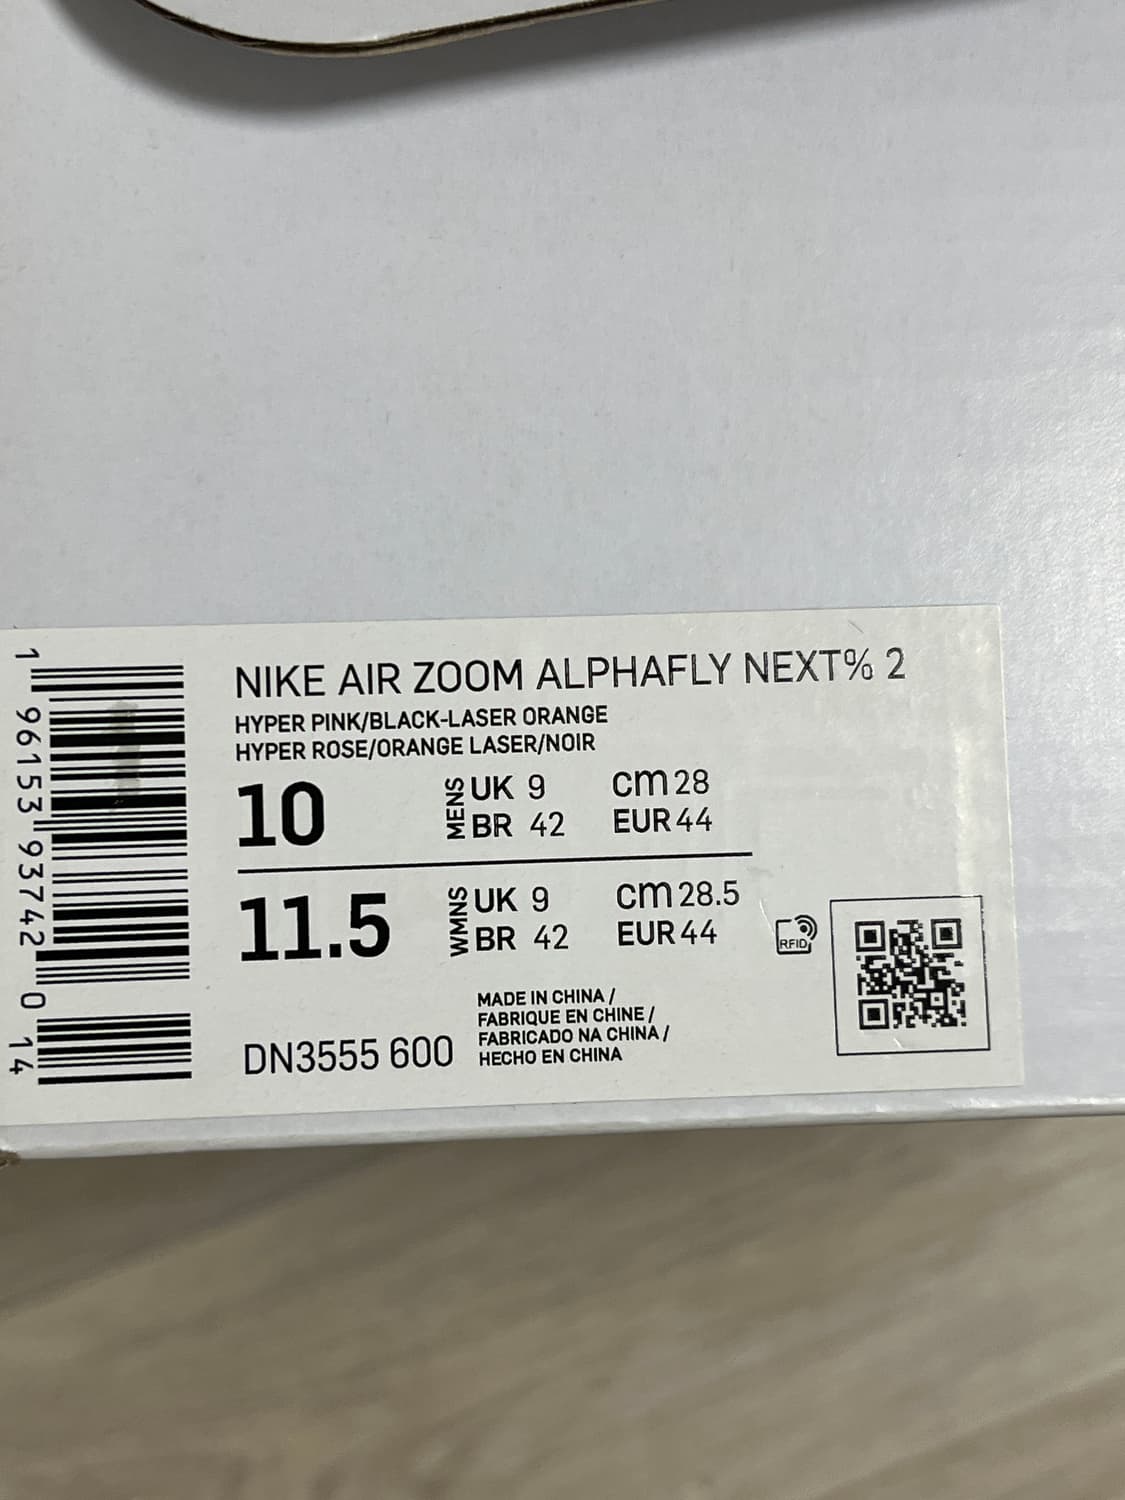 1 96153 93742 0 14
NIKE AIR ZOOM ALPHAFLY NEXT% 2
HYPER PINK/BLACK-LASER ORANGE
HYPER ROSE/ORANGE LASER/NOIR
10 MENS UK 9 cm 28
BR 42 EUR 44
11.5 WMNS UK 9 cm 28.5
BR 42 EUR 44
RFID
MADE IN CHINA /
FABRIQUE EN CHINE /
FABRICADO NA CHINA /
HECHO EN CHINA
DN3555 600